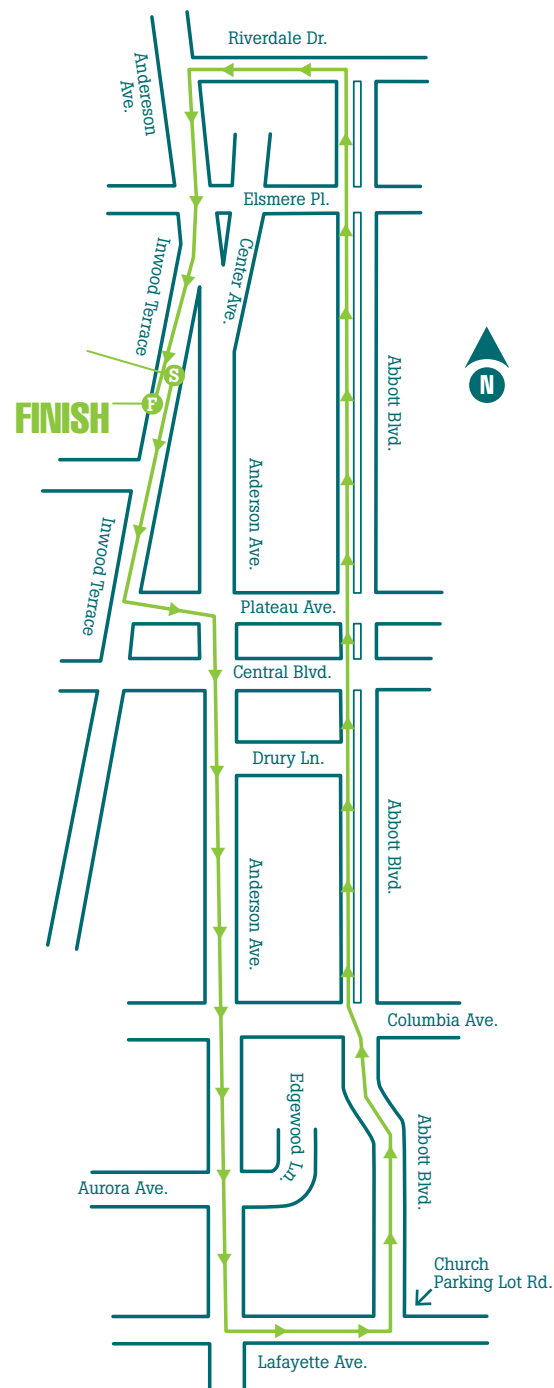 Riverdale Dr.
Andereson
Ave.
Elsmere Pl.
Center Ave.
Inwood Terrace
Abbott Blvd.
N
S
F
FINISH
Anderson Ave.
Inwood Terrace
Plateau Ave.
Central Blvd.
Drury Ln.
Abbott Blvd.
Anderson Ave.
Columbia Ave.
Edgewood Ln.
Abbott Blvd.
Aurora Ave.
Church
Parking Lot Rd.
Lafayette Ave.